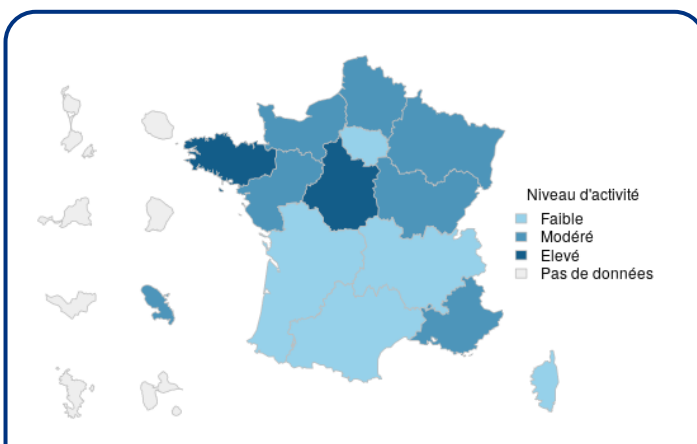 Niveau d'activité
Faible
Modéré
Elevé
Pas de données